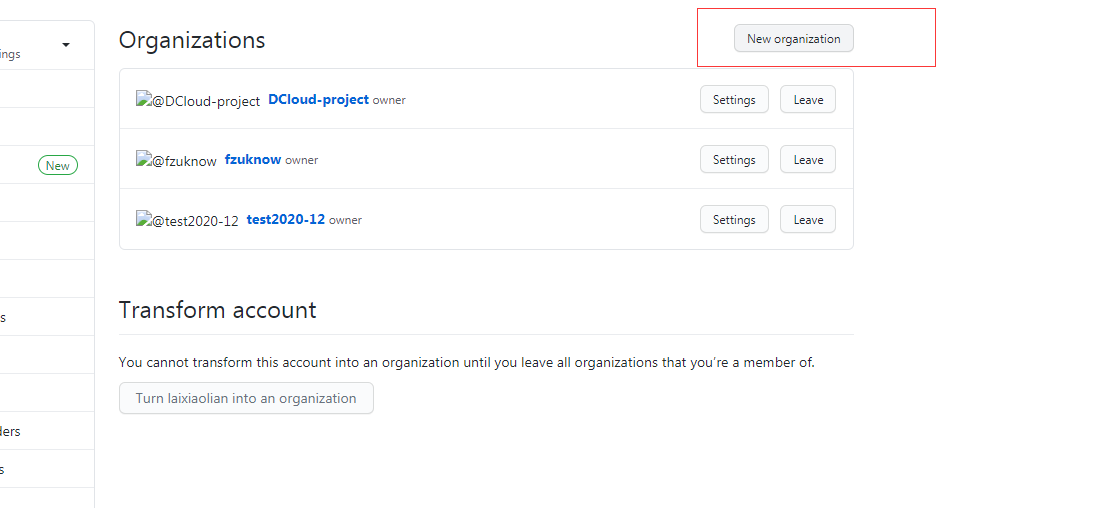 ings
New
s
ders
s
Organizations
New organization
@DCloud-project DCloud-project owner
Settings Leave
@fzuknow fzuknow owner
Settings Leave
@test2020-12 test2020-12 owner
Settings Leave
Transform account
You cannot transform this account into an organization until you leave all organizations that you're a member of.
Turn laixiaolian into an organization